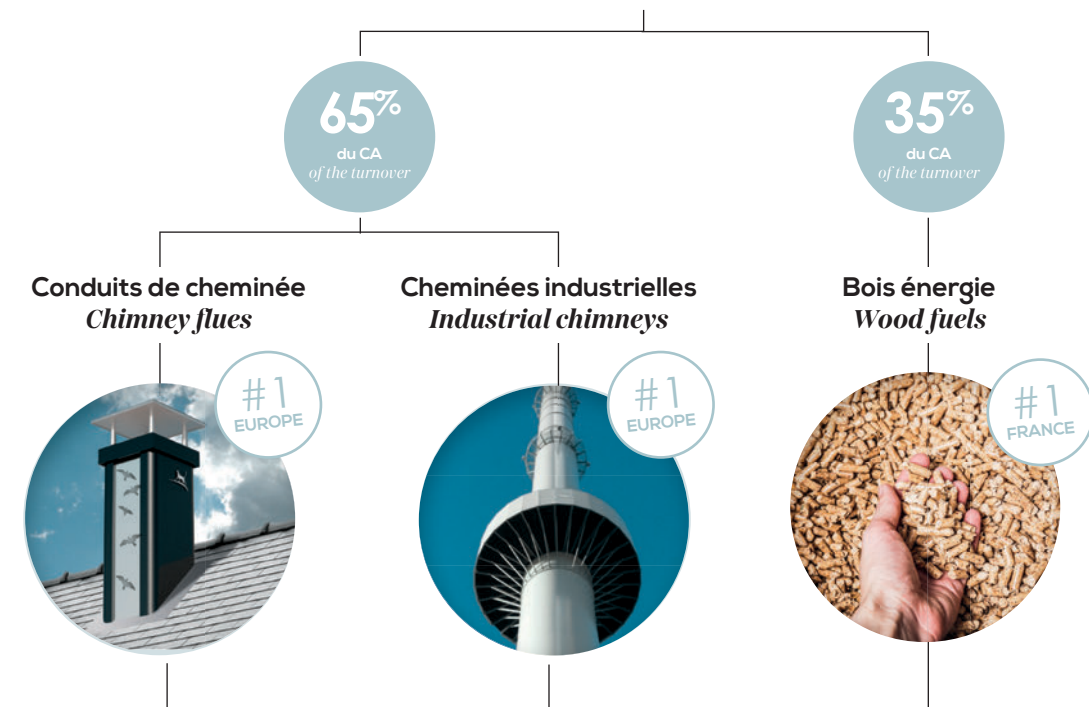 65%
du CA
of the turnover
35%
du CA
of the turnover
Conduits de cheminée
Chimney flues
Cheminées industrielles
Industrial chimneys
Bois énergie
Wood fuels
#1
EUROPE
#1
EUROPE
#1
FRANCE